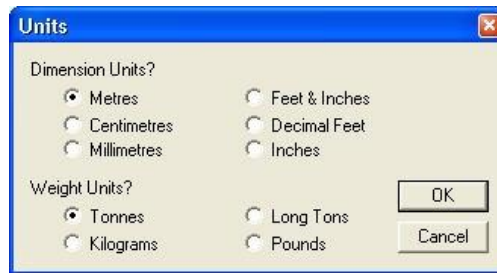 Units
Dimension Units?
Metres Feet & Inches
Centimetres Decimal Feet
Millimetres Inches
Weight Units?
Tonnes Long Tons
Kilograms Pounds
OK
Cancel